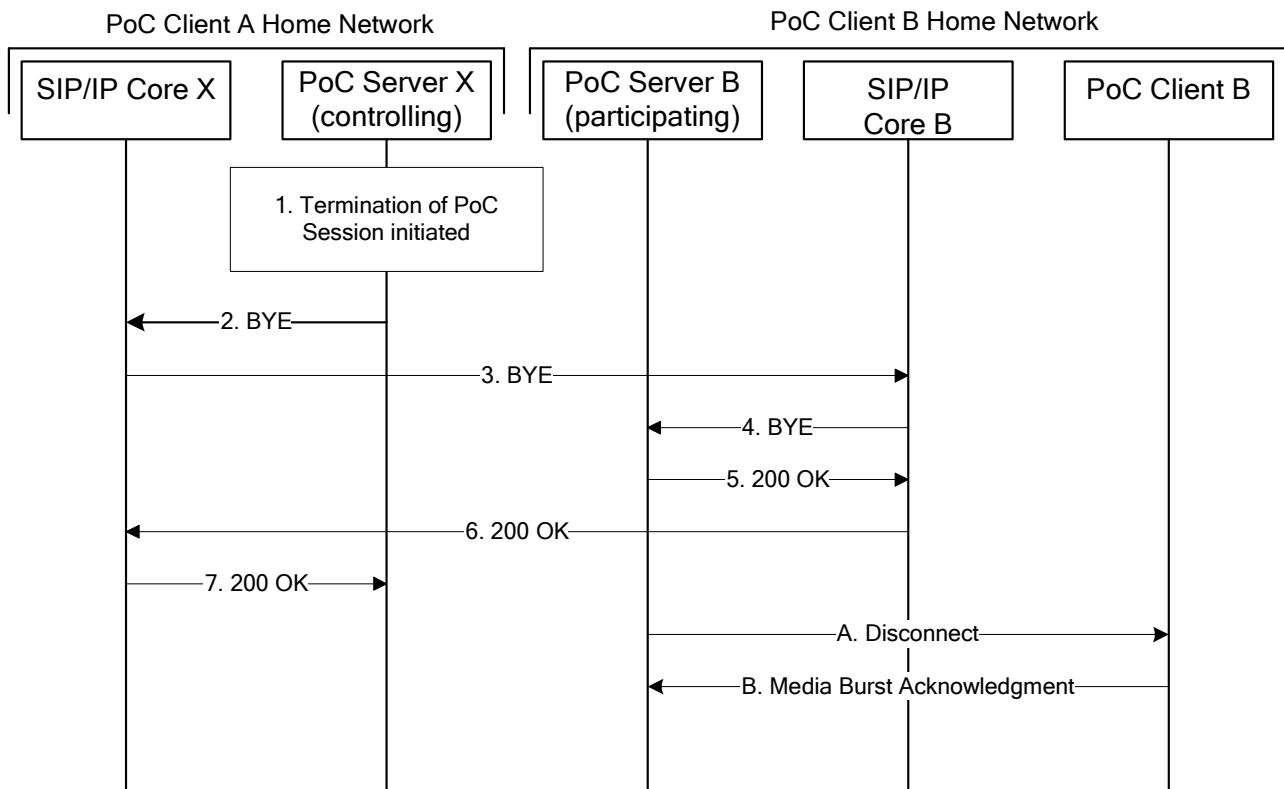 PoC Client A Home Network
PoC Client B Home Network
SIP/IP Core X
PoC Server X
(controlling)
PoC Server B
(participating)
SIP/IP
Core B
PoC Client B
1. Termination of PoC
Session initiated
2. BYE
3. BYE
4. BYE
5. 200 OK
6. 200 OK
7. 200 OK
A. Disconnect
B. Media Burst Acknowledgment